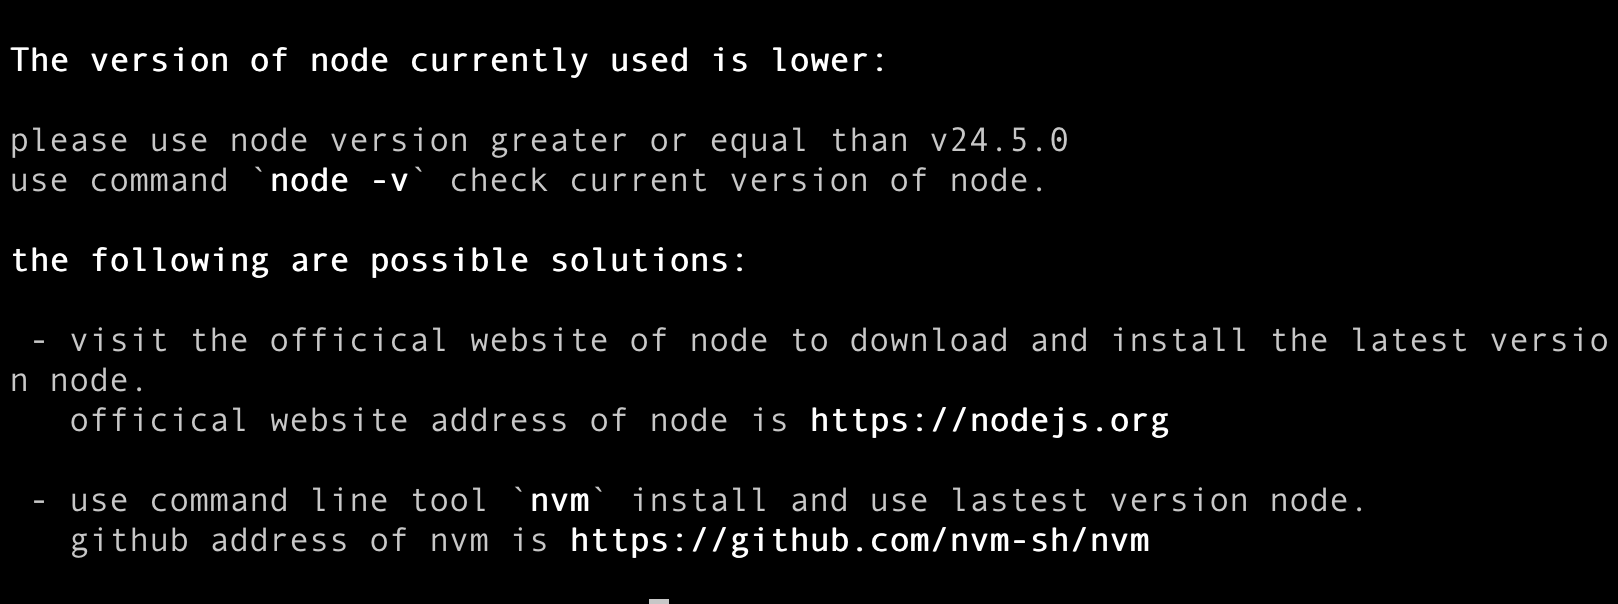 The version of node currently used is lower:
please use node version greater or equal than v24.5.0
use command `node -v` check current version of node.
the following are possible solutions:
- visit the officical website of node to download and install the latest versio
n node.
officical website address of node is https://nodejs.org
- use command line tool `nvm` install and use lastest version node.
github address of nvm is https://github.com/nvm-sh/nvm